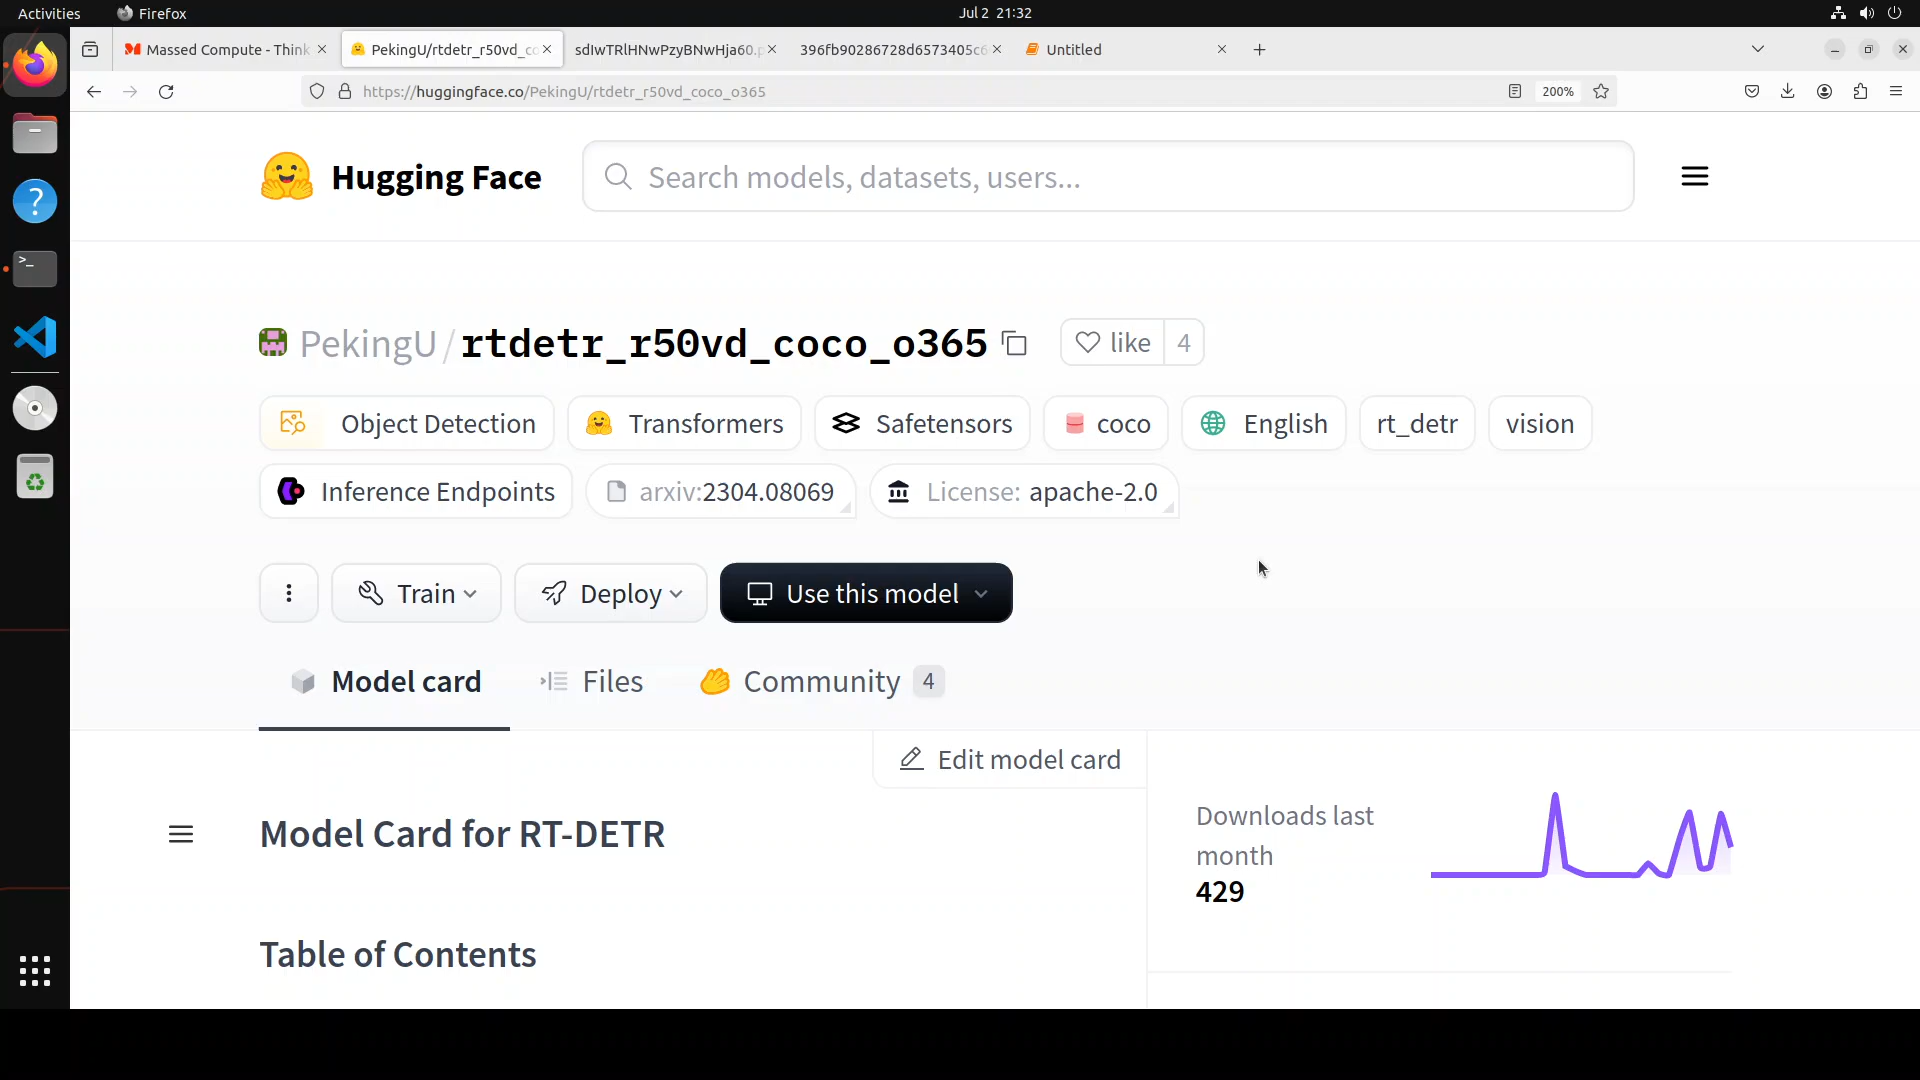 Activities
Firefox
Jul 2 21:32
Massed Compute - Think
PekingU/rtdetr_r50vd_co
sdIwTRlHNwPzyBNwHja60.p
396fb90286728d6573405c6
Untitled
https://huggingface.co/PekingU/rtdetr_r50vd_coco_o365
200%
Hugging Face
Search models, datasets, users...
PekingU/rtdetr_r50vd_coco_o365
like 4
Object Detection
Transformers
Safetensors
coco
English
rt_detr
vision
Inference Endpoints
arxiv:2304.08069
License: apache-2.0
Train
Deploy
Use this model
Model card
Files
Community 4
Edit model card
Model Card for RT-DETR
Downloads last
month
429
Table of Contents